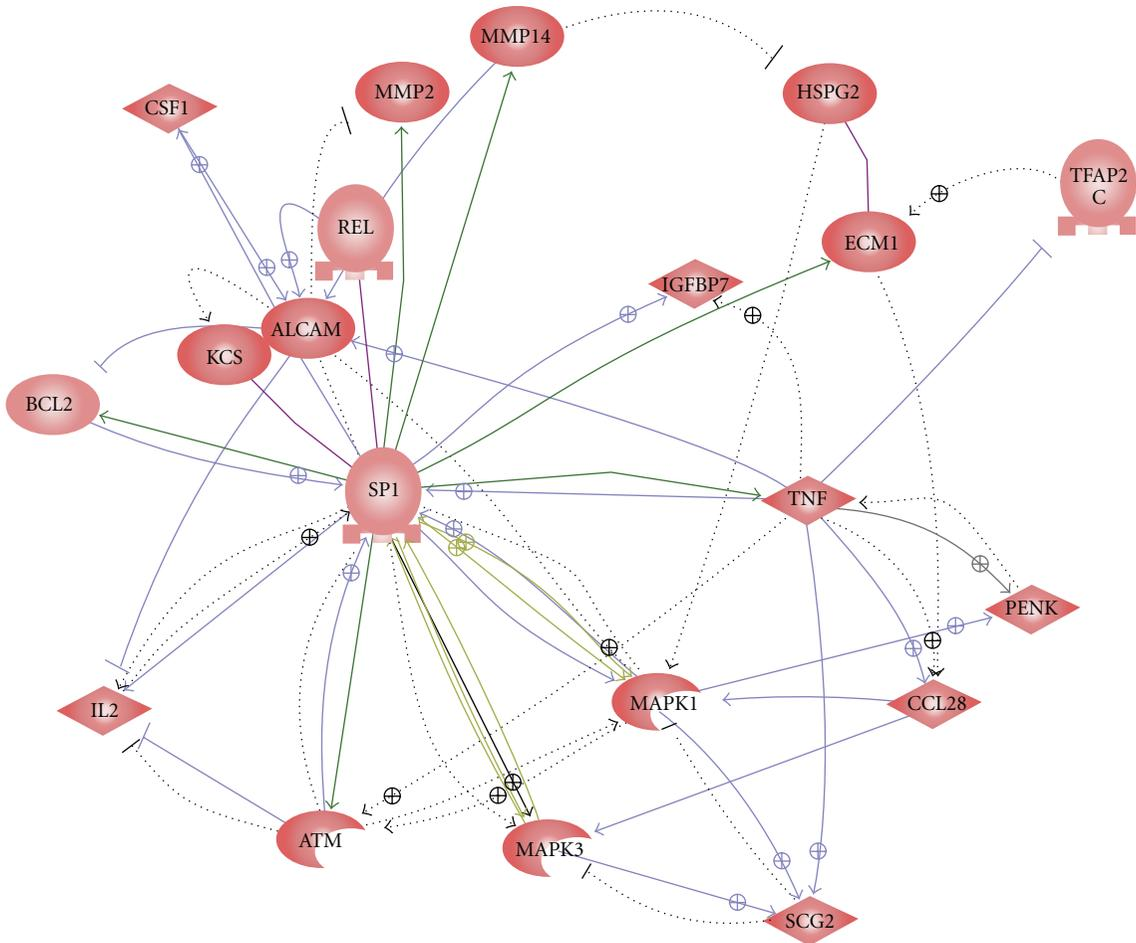 MMP14
MMP2
HSPG2
CSF1
TFAP2
C
REL
ECM1
IGFBP7
ALCAM
KCS
BCL2
SP1
TNF
PENK
IL2
MAPK1
CCL28
ATM
MAPK3
SCG2